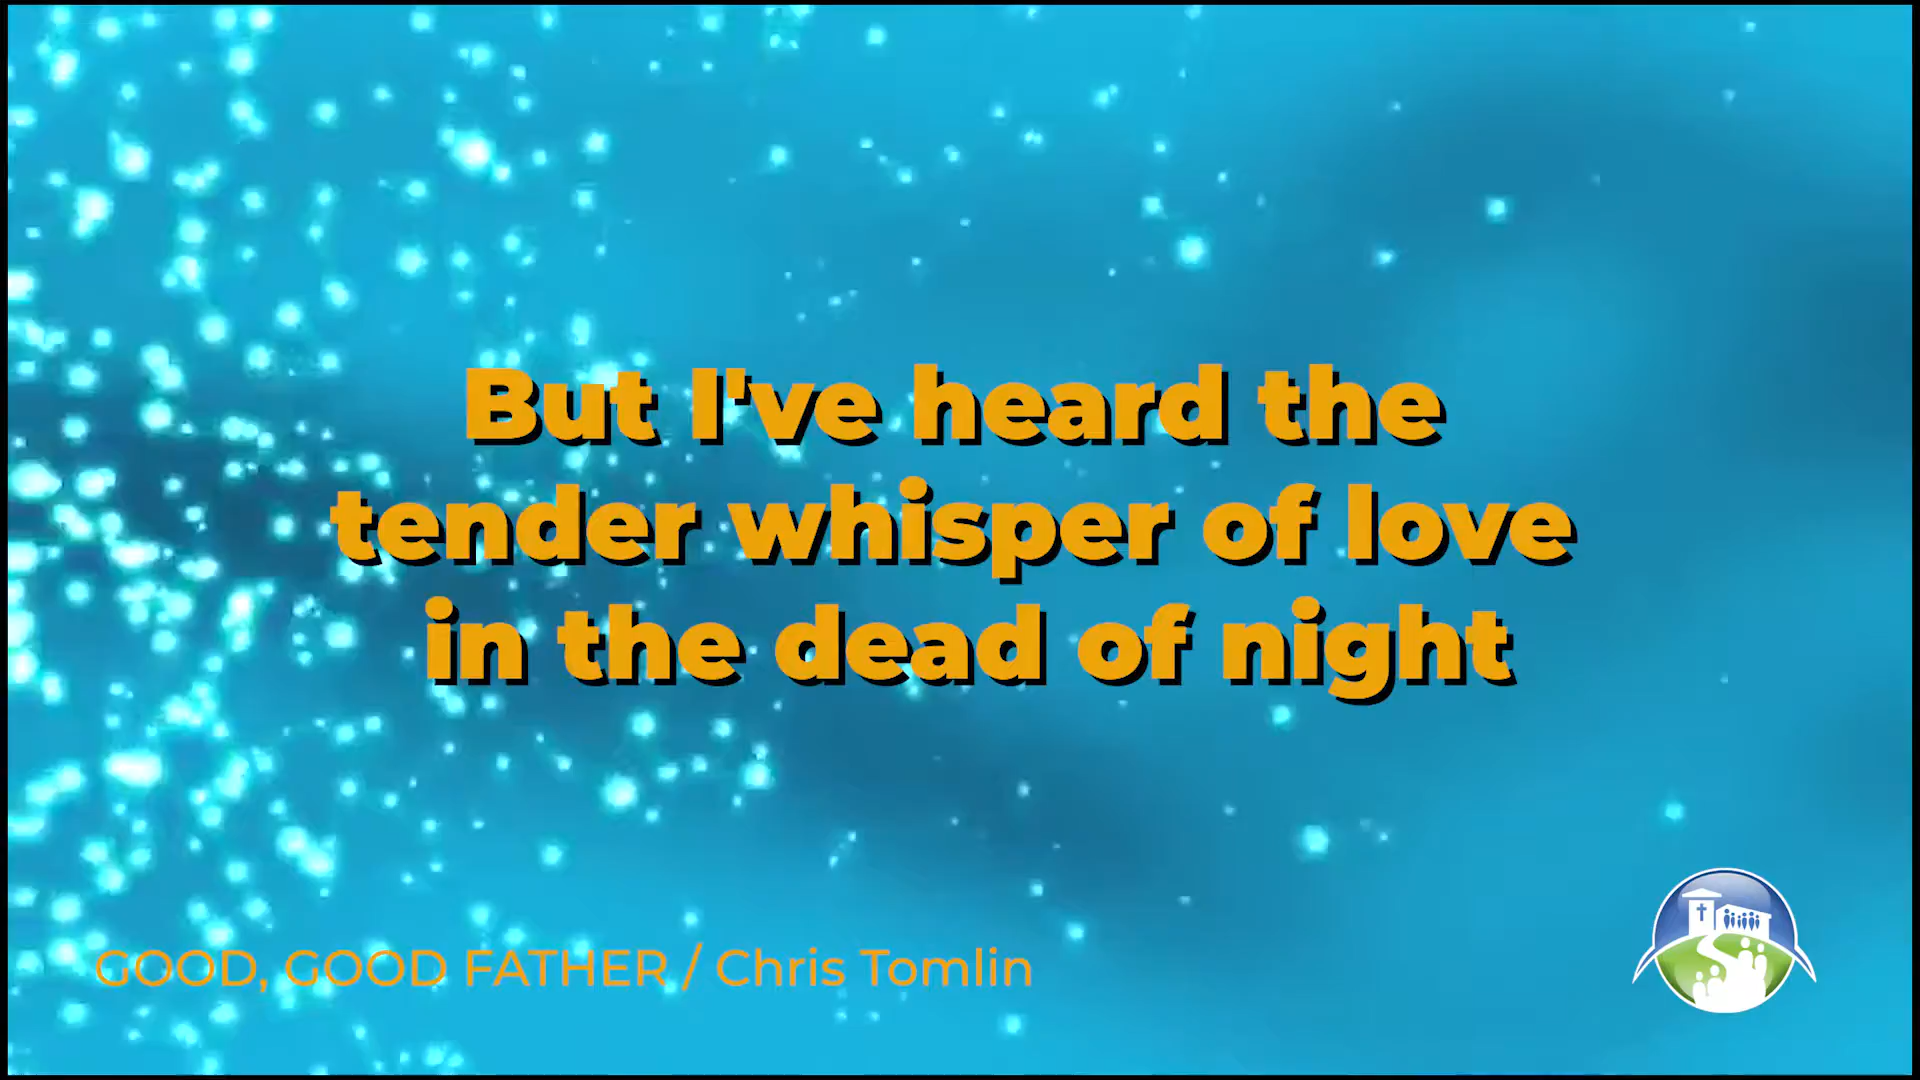 But I've heard the
tender whisper of love
in the dead of night
GOOD, GOOD FATHER / Chris Tomlin